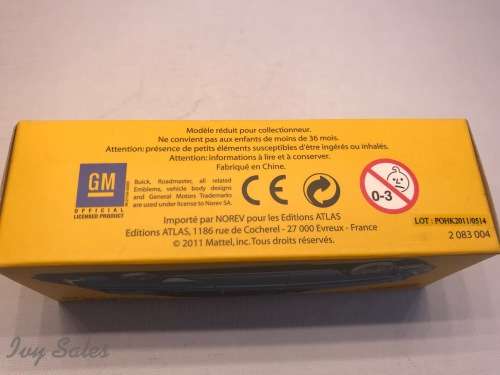 Modèle réduit pour collectionneur.
Ne convient pas aux enfants de moins de 36 mois.
Attention: présence de petits éléments susceptibles d'être ingérés ou inhalés.
Attention: informations à lire et à conserver.
Fabriqué en Chine.
GM
OFFICIAL
LICENSED PRODUCT
Buick, Roadmaster, all related
Emblems, vehicle body designs
and General Motors Trademarks
are used under license to Norev SA.
CE
0-3
Importé par NOREV pour les Editions ATLAS
Editions ATLAS, 1186 rue de Cocherel - 27 000 Evreux - France
© 2011 Mattel, inc. Tous droits réservés.
LOT : POHK2011/0514
2 083 004
Ivy Sales